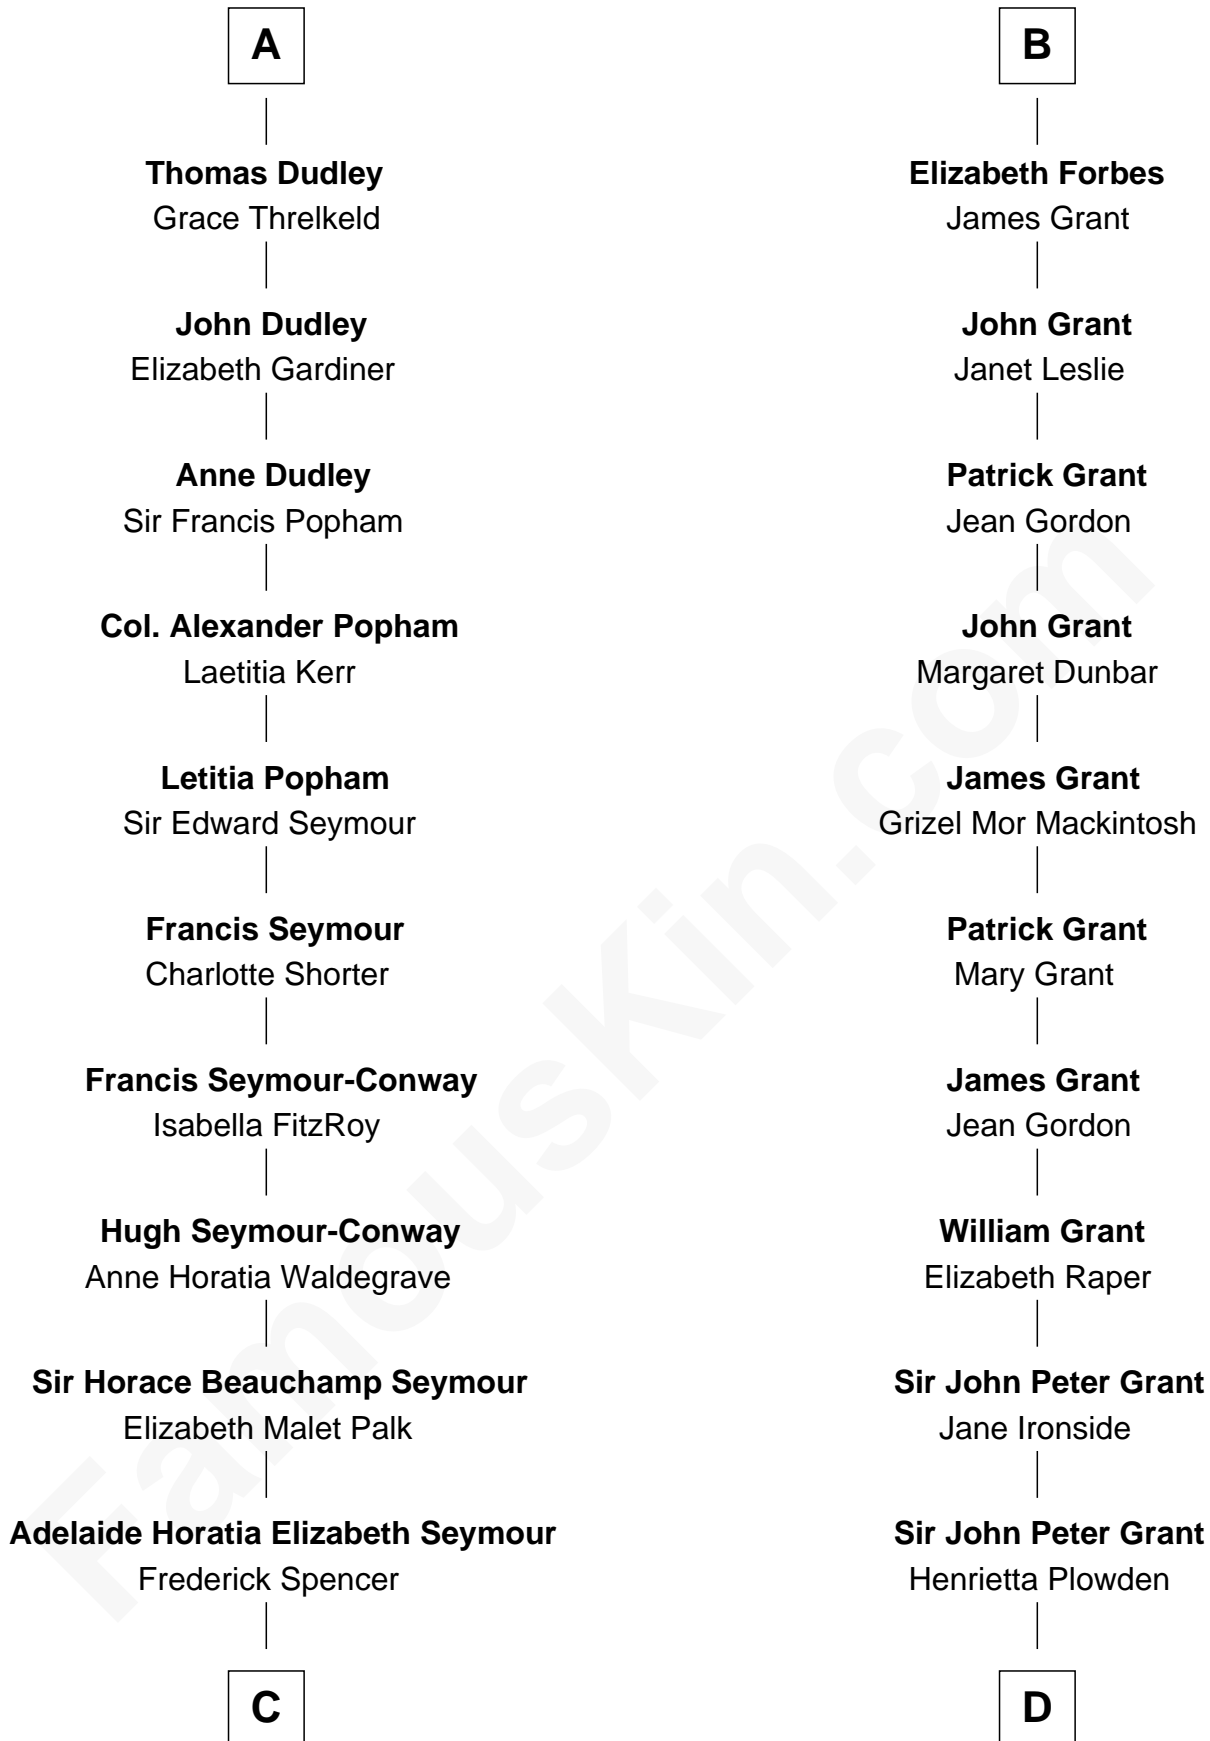 A
Thomas Dudley
Grace Threlkeld
John Dudley
Elizabeth Gardiner
Anne Dudley
Sir Francis Popham
Col. Alexander Popham
Laetitia Kerr
Letitia Popham
Sir Edward Seymour
Francis Seymour
Charlotte Shorter
Francis Seymour-Conway
Isabella FitzRoy
Hugh Seymour-Conway
Anne Horatia Waldegrave
Sir Horace Beauchamp Seymour
Elizabeth Malet Palk
Adelaide Horatia Elizabeth Seymour
Frederick Spencer
C
B
Elizabeth Forbes
James Grant
John Grant
Janet Leslie
Patrick Grant
Jean Gordon
John Grant
Margaret Dunbar
James Grant
Grizel Mor Mackintosh
Patrick Grant
Mary Grant
James Grant
Jean Gordon
William Grant
Elizabeth Raper
Sir John Peter Grant
Jane Ironside
Sir John Peter Grant
Henrietta Plowden
D
FamousKin.com